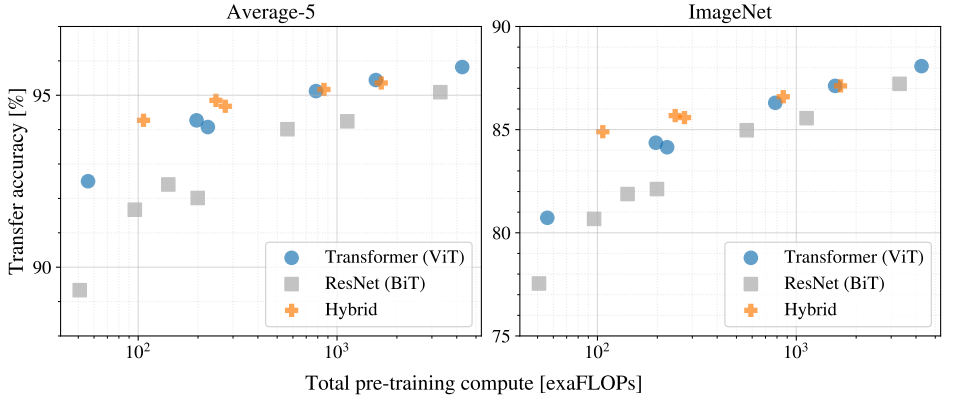 Average-5
ImageNet
Transfer accuracy [%]
95
90
10²
10³
Transformer (ViT)
ResNet (BiT)
Hybrid
90
85
80
75
10²
10³
Transformer (ViT)
ResNet (BiT)
Hybrid
Total pre-training compute [exaFLOPs]